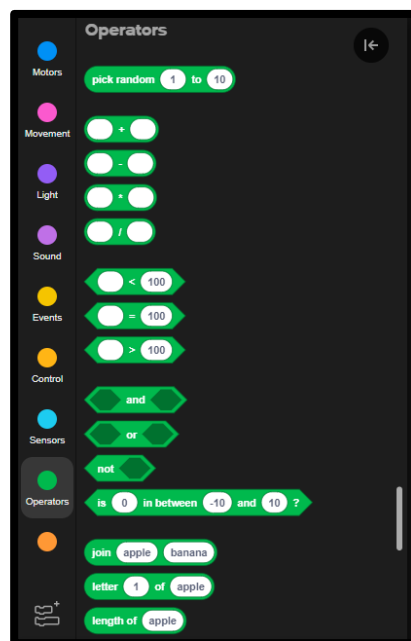 Operators
Motors
Movement
Light
Sound
Events
Control
Sensors
Operators
pick random 1 to 10
+
-
*
/
< 100
= 100
> 100
and
or
not
is 0 in between -10 and 10 ?
join apple banana
letter 1 of apple
length of apple